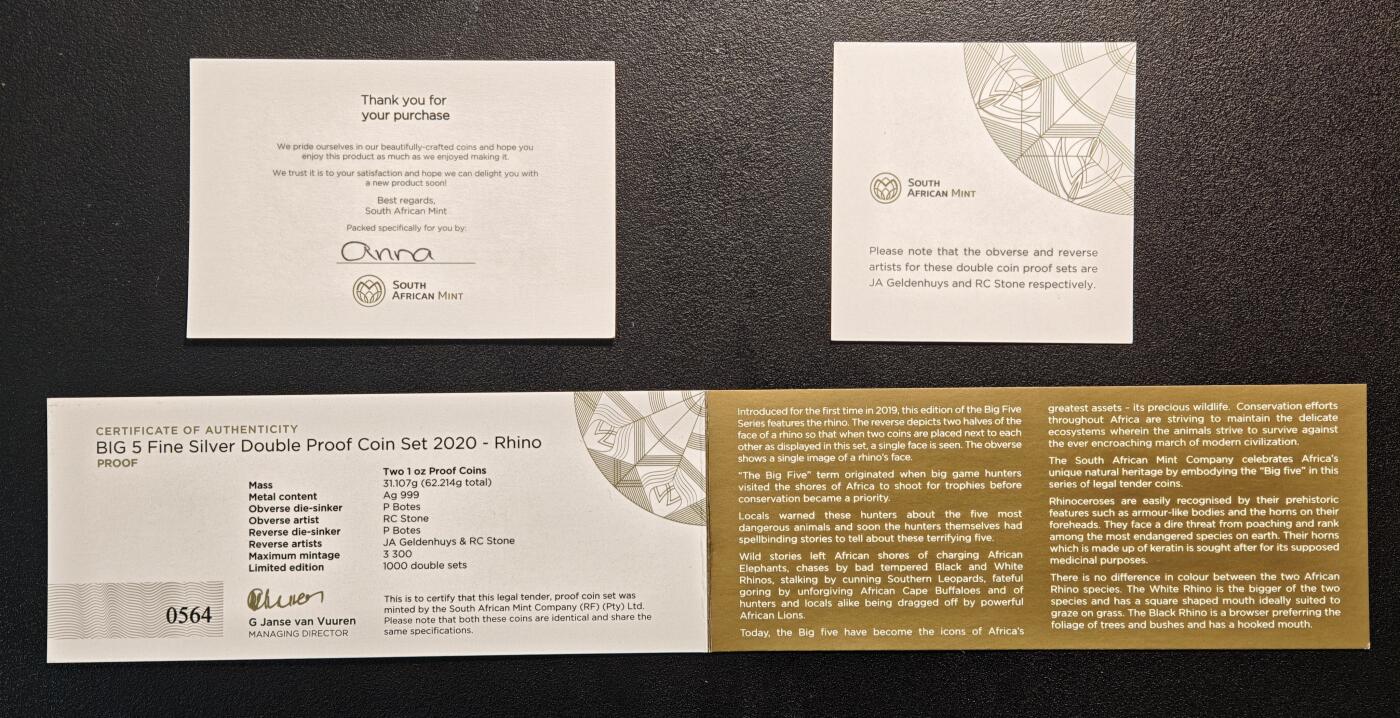 Thank you for
your purchase
We pride ourselves in our beautifully-crafted coins and hope you
enjoy this product as much as we enjoyed making it.
We trust it is to your satisfaction and hope we can delight you with
a new product soon!
Best regards,
South African Mint
Packed specifically for you by:
anna
SOUTH
AFRICAN MINT
SOUTH
AFRICAN MINT
Please note that the obverse and reverse
artists for these double coin proof sets are
JA Geldenhuys and RC Stone respectively.
CERTIFICATE OF AUTHENTICITY
BIG 5 Fine Silver Double Proof Coin Set 2020 - Rhino
PROOF
Two 1 oz Proof Coins
Mass 31.107g (62.214g total)
Metal content Ag 999
Obverse die-sinker P Botes
Obverse artist RC Stone
Reverse die-sinker P Botes
Reverse artists JA Geldenhuys & RC Stone
Maximum mintage 3 300
Limited edition 1000 double sets
0564
G Janse van Vuuren
MANAGING DIRECTOR
This is to certify that this legal tender, proof coin set was
minted by the South African Mint Company (RF) (Pty) Ltd.
Please note that both these coins are identical and share the
same specifications.
Introduced for the first time in 2019, this edition of the Big Five
Series features the rhino. The reverse depicts two halves of the
face of a rhino so that when two coins are placed next to each
other as displayed in this set, a single face is seen. The obverse
shows a single image of a rhino's face.
"The Big Five" term originated when big game hunters
visited the shores of Africa to shoot for trophies before
conservation became a priority.
Locals warned these hunters about the five most
dangerous animals and soon the hunters themselves had
spellbinding stories to tell about these terrifying five.
Wild stories left African shores of charging African
Elephants, chases by bad tempered Black and White
Rhinos, stalking by cunning Southern Leopards, fateful
goring by unforgiving African Cape Buffaloes and of
hunters and locals alike being dragged off by powerful
African Lions.
Today, the Big five have become the icons of Africa's
greatest assets - its precious wildlife. Conservation efforts
throughout Africa are striving to maintain the delicate
ecosystems wherein the animals strive to survive against
the ever encroaching march of modern civilization.
The South African Mint Company celebrates Africa's
unique natural heritage by embodying the "Big five" in this
series of legal tender coins.
Rhinoceroses are easily recognised by their prehistoric
features such as armour-like bodies and the horns on their
foreheads. They face a dire threat from poaching and rank
among the most endangered species on earth. Their horns
which is made up of keratin is sought after for its supposed
medicinal purposes.
There is no difference in colour between the two African
Rhino species. The White Rhino is the bigger of the two
species and has a square shaped mouth ideally suited to
graze on grass. The Black Rhino is a browser preferring the
foliage of trees and bushes and has a hooked mouth.